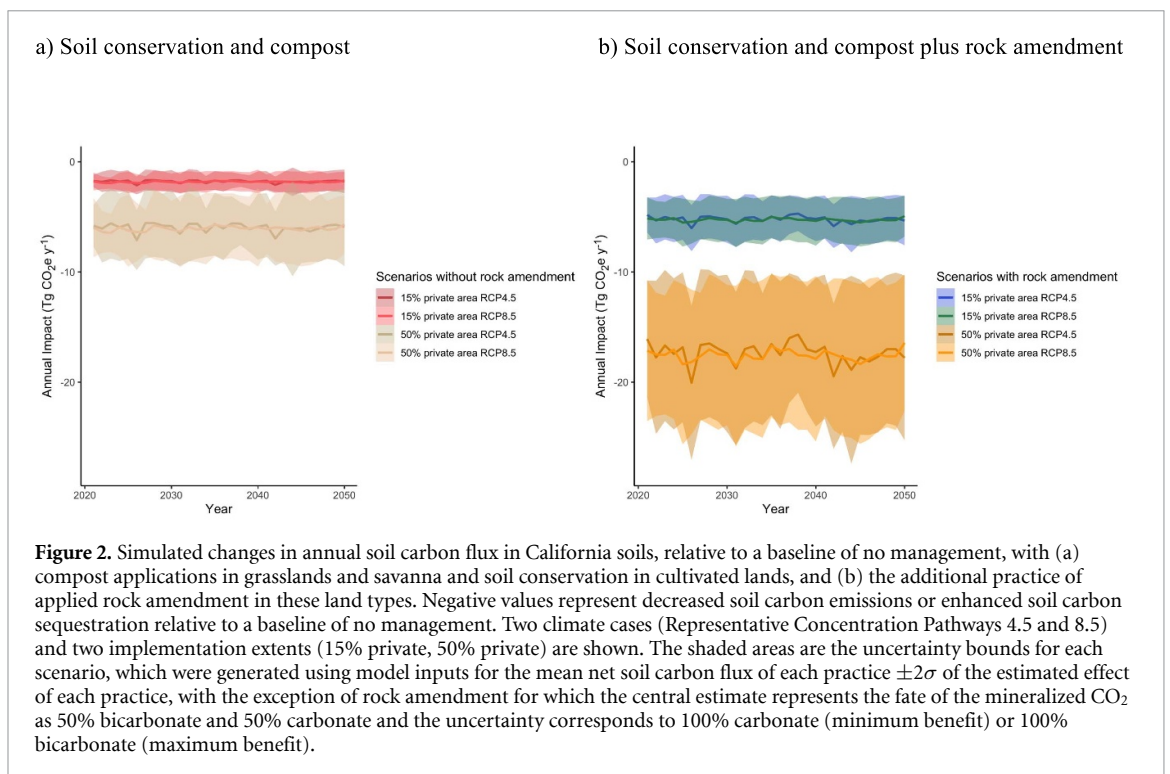 a) Soil conservation and compost
b) Soil conservation and compost plus rock amendment
0
-10
-20
Annual Impact (Tg CO₂e y⁻¹)
2020
2030
2040
2050
Year
Scenarios without rock amendment
15% private area RCP4.5
15% private area RCP8.5
50% private area RCP4.5
50% private area RCP8.5
0
-10
-20
Annual Impact (Tg CO₂e y⁻¹)
2020
2030
2040
2050
Year
Scenarios with rock amendment
15% private area RCP4.5
15% private area RCP8.5
50% private area RCP4.5
50% private area RCP8.5
Figure 2. Simulated changes in annual soil carbon flux in California soils, relative to a baseline of no management, with (a)
compost applications in grasslands and savanna and soil conservation in cultivated lands, and (b) the additional practice of
applied rock amendment in these land types. Negative values represent decreased soil carbon emissions or enhanced soil carbon
sequestration relative to a baseline of no management. Two climate cases (Representative Concentration Pathways 4.5 and 8.5)
and two implementation extents (15% private, 50% private) are shown. The shaded areas are the uncertainty bounds for each
scenario, which were generated using model inputs for the mean net soil carbon flux of each practice ±2σ of the estimated effect
of each practice, with the exception of rock amendment for which the central estimate represents the fate of the mineralized CO₂
as 50% bicarbonate and 50% carbonate and the uncertainty corresponds to 100% carbonate (minimum benefit) or 100%
bicarbonate (maximum benefit).